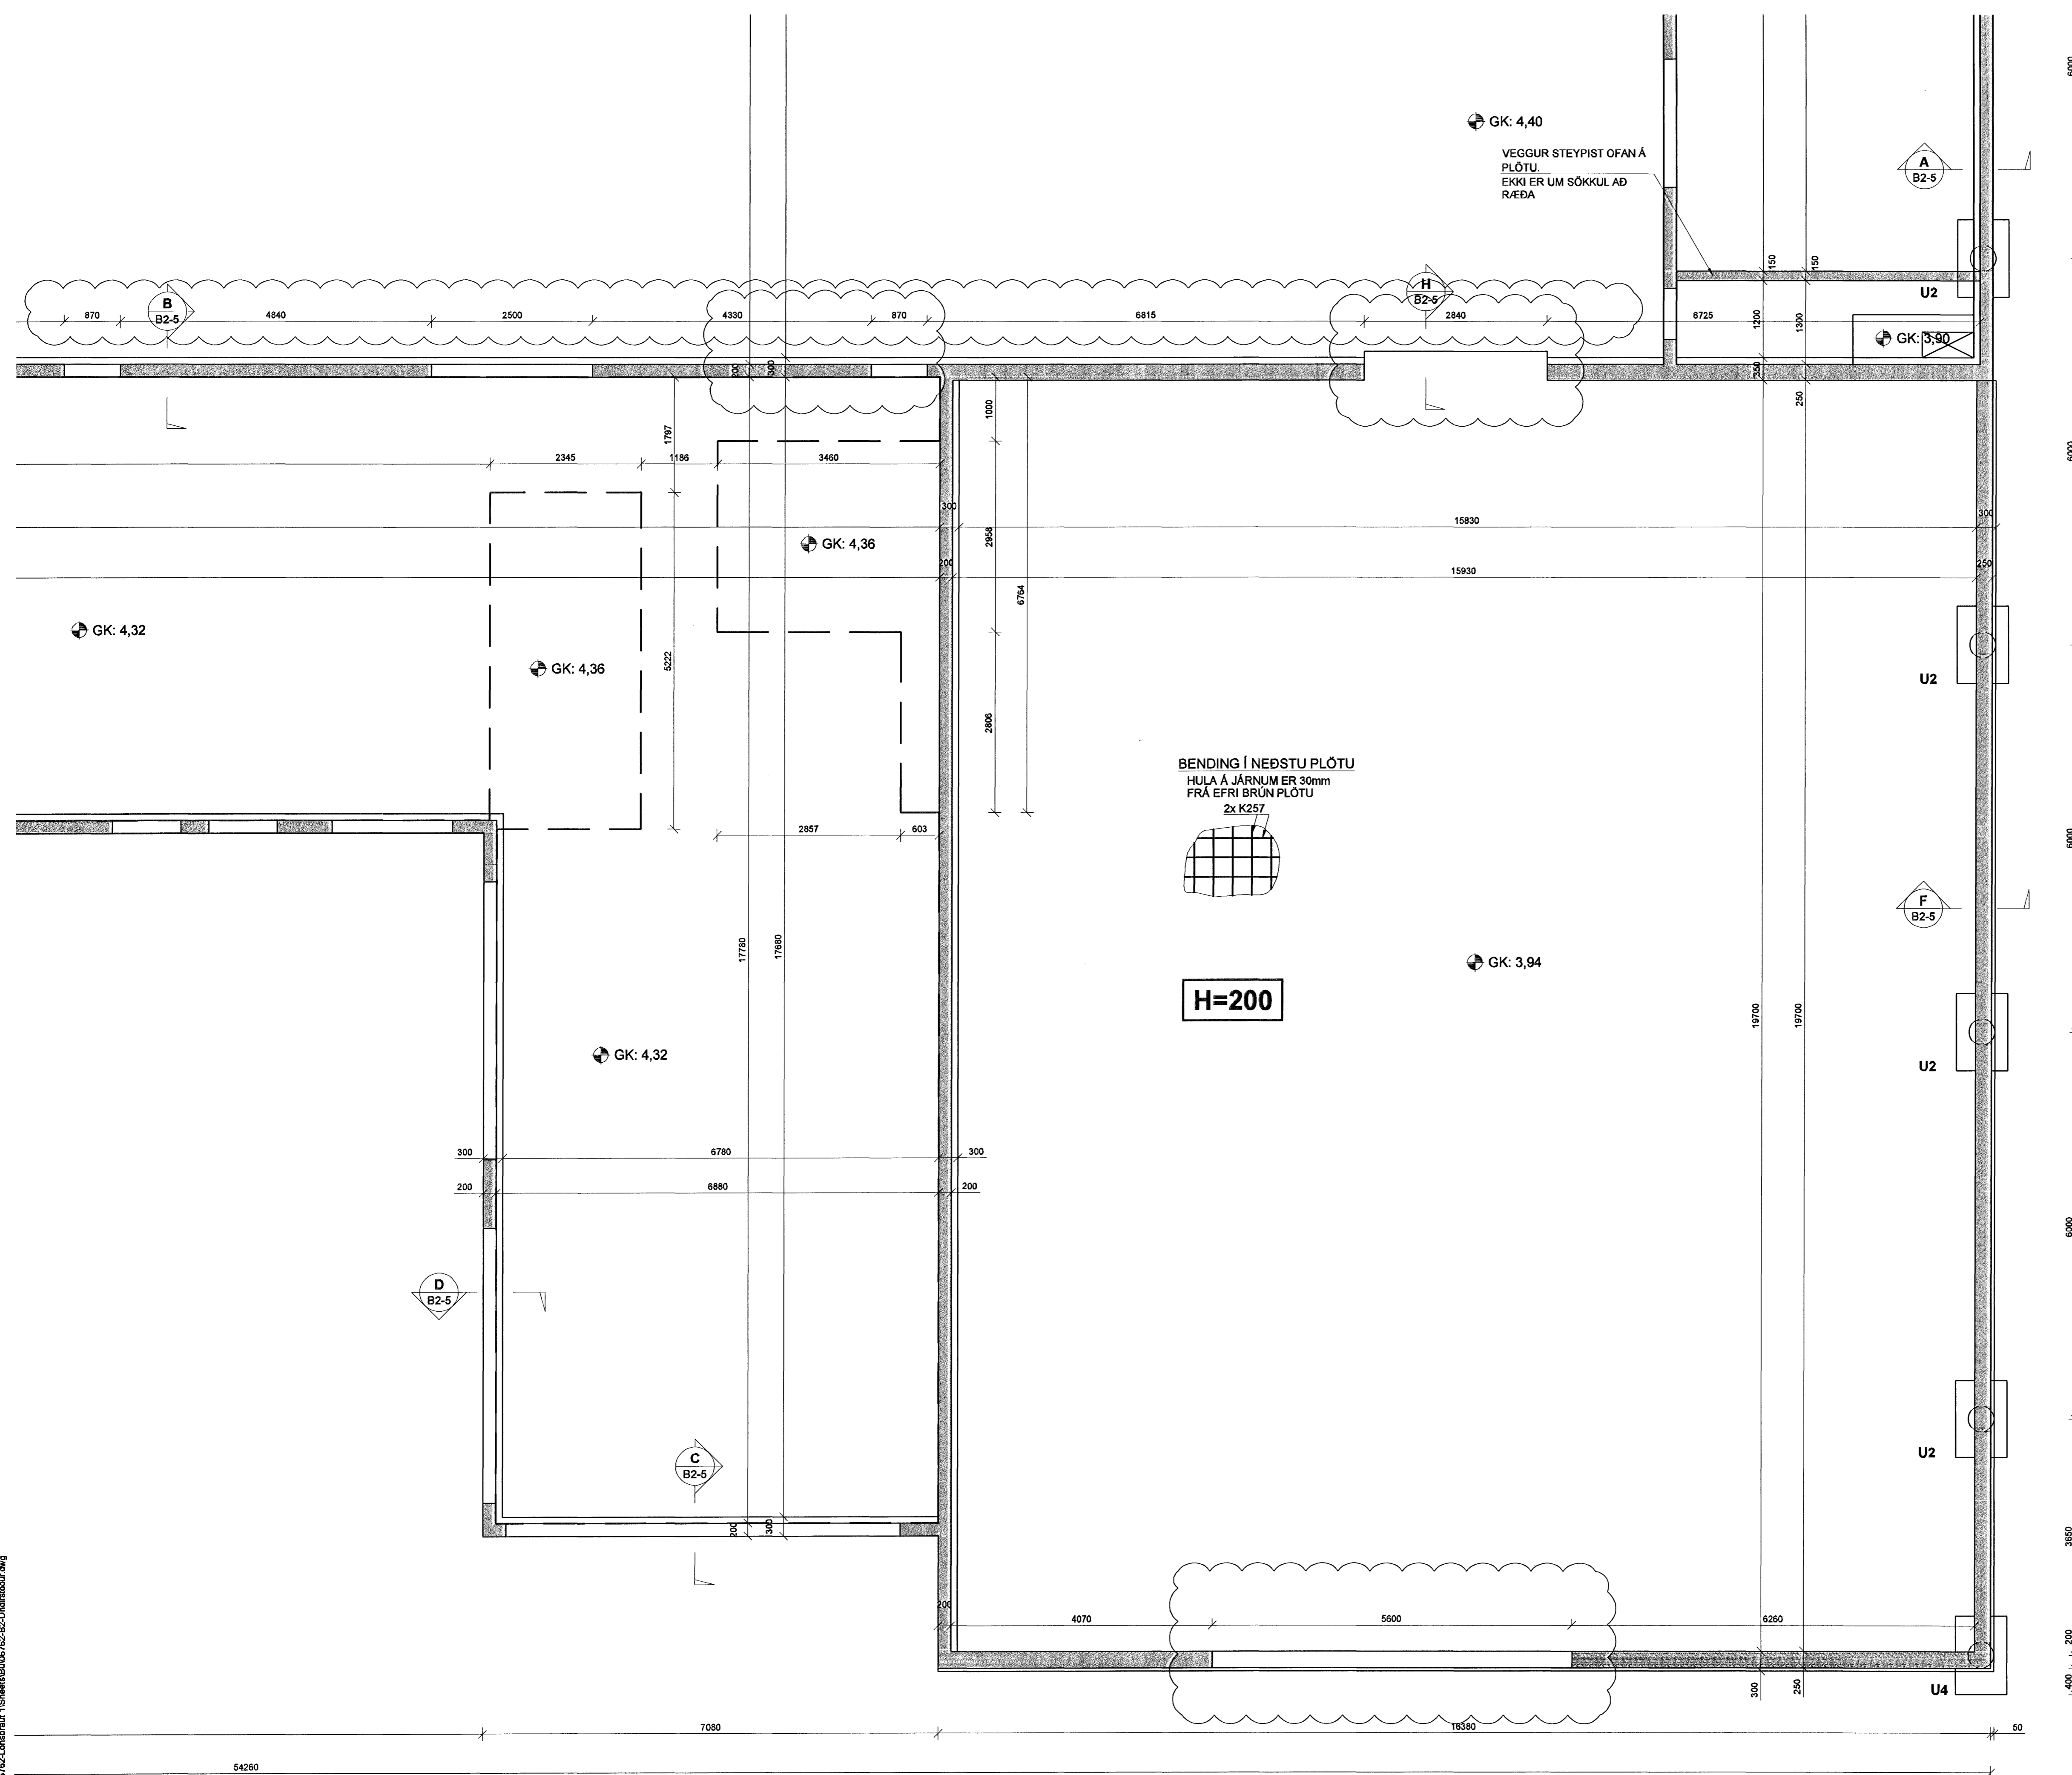 6000
GK: 4,40
VEGGUR STEYPIST OFAN Á
PLÖTU.
EKKI ER UM SÖKKUL AÐ
RÆÐA
A
B2-5
150
150
U2
B
B2-5
H
B2-5
870
4840
2500
4330
870
6815
2840
6725
1200
1300
GK: 3,90
200
300
350
250
1797
1000
6000
2345
1186
3460
300
15830
300
2958
GK: 4,36
200
15930
250
6764
GK: 4,32
GK: 4,36
5222
U2
2806
BENDING Í NEÐSTU PLÖTU
HULA Á JÁRNUM ER 30mm
FRÁ EFRI BRÚN PLÖTU
2x K257
2857
603
6000
F
B2-5
17780
17680
GK: 3,94
H=200
19700
19700
GK: 4,32
U2
300
6780
300
200
6880
200
6000
D
B2-5
C
B2-5
U2
200
300
3650
200
4070
5600
6260
200
300
250
U4
400
7080
16380
50
54260